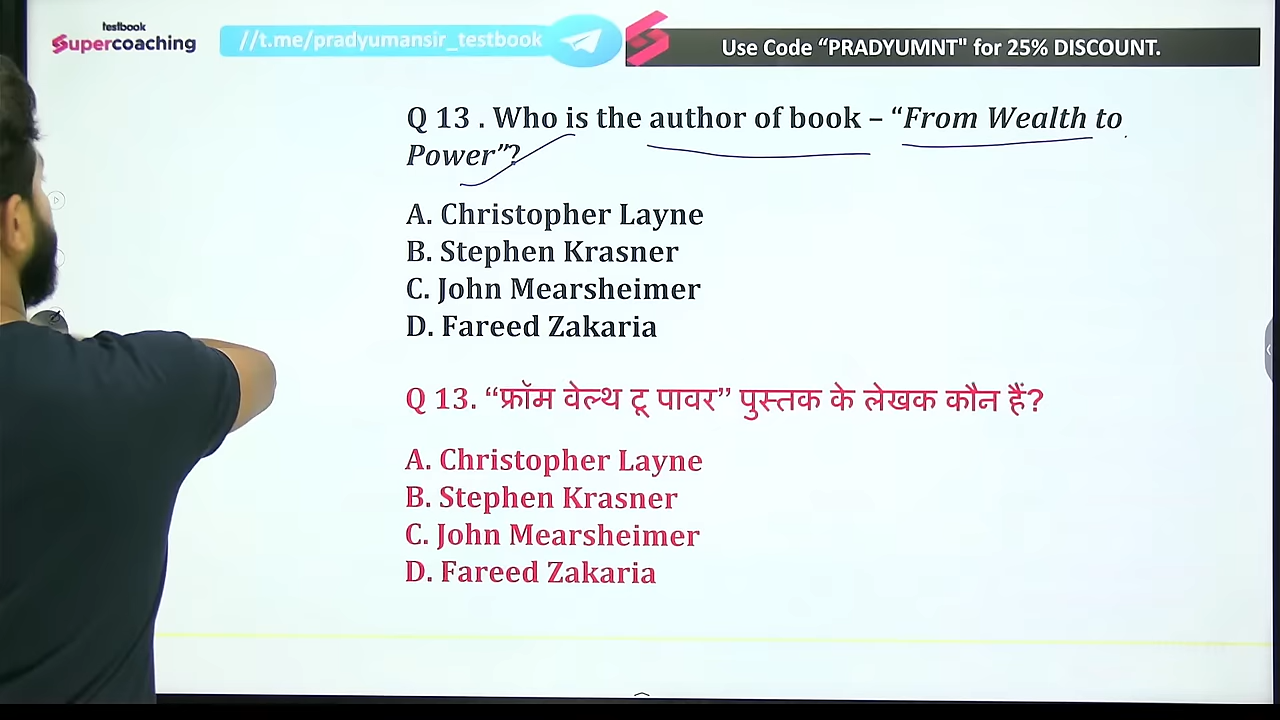 testbook
Supercoaching
//t.me/pradyumansir_testbook
Use Code “PRADYUMNT" for 25% DISCOUNT.
Q 13 . Who is the author of book – “From Wealth to
Power”?
A. Christopher Layne
B. Stephen Krasner
C. John Mearsheimer
D. Fareed Zakaria
Q 13. “फ्रॉम वेल्थ टू पावर” पुस्तक के लेखक कौन हैं?
A. Christopher Layne
B. Stephen Krasner
C. John Mearsheimer
D. Fareed Zakaria